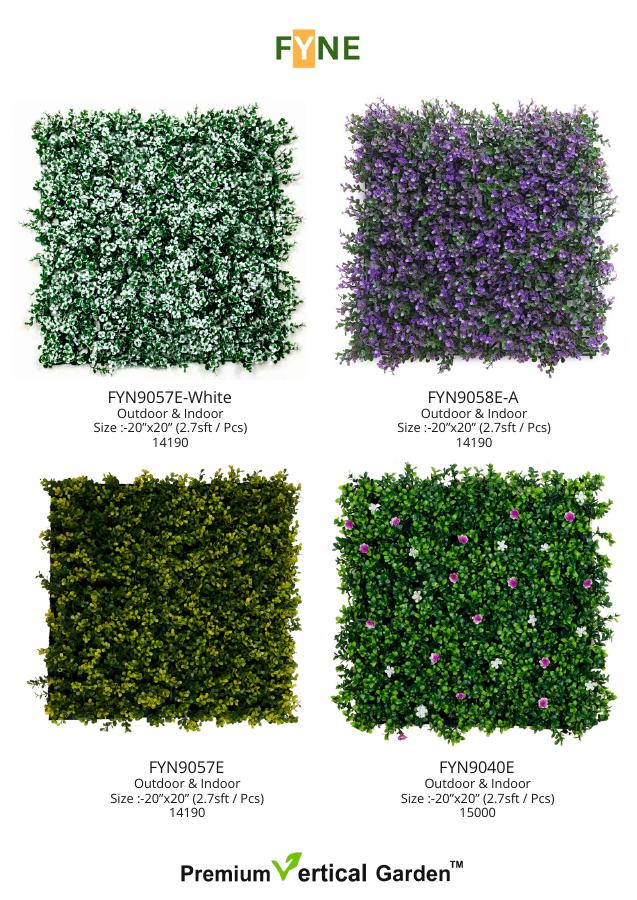 FYNE
FYN9057E-White
Outdoor & Indoor
Size :-20”x20” (2.7sft / Pcs)
14190
FYN9058E-A
Outdoor & Indoor
Size :-20”x20” (2.7sft / Pcs)
14190
FYN9057E
Outdoor & Indoor
Size :-20”x20” (2.7sft / Pcs)
14190
FYN9040E
Outdoor & Indoor
Size :-20”x20” (2.7sft / Pcs)
15000
Premium Vertical Garden™